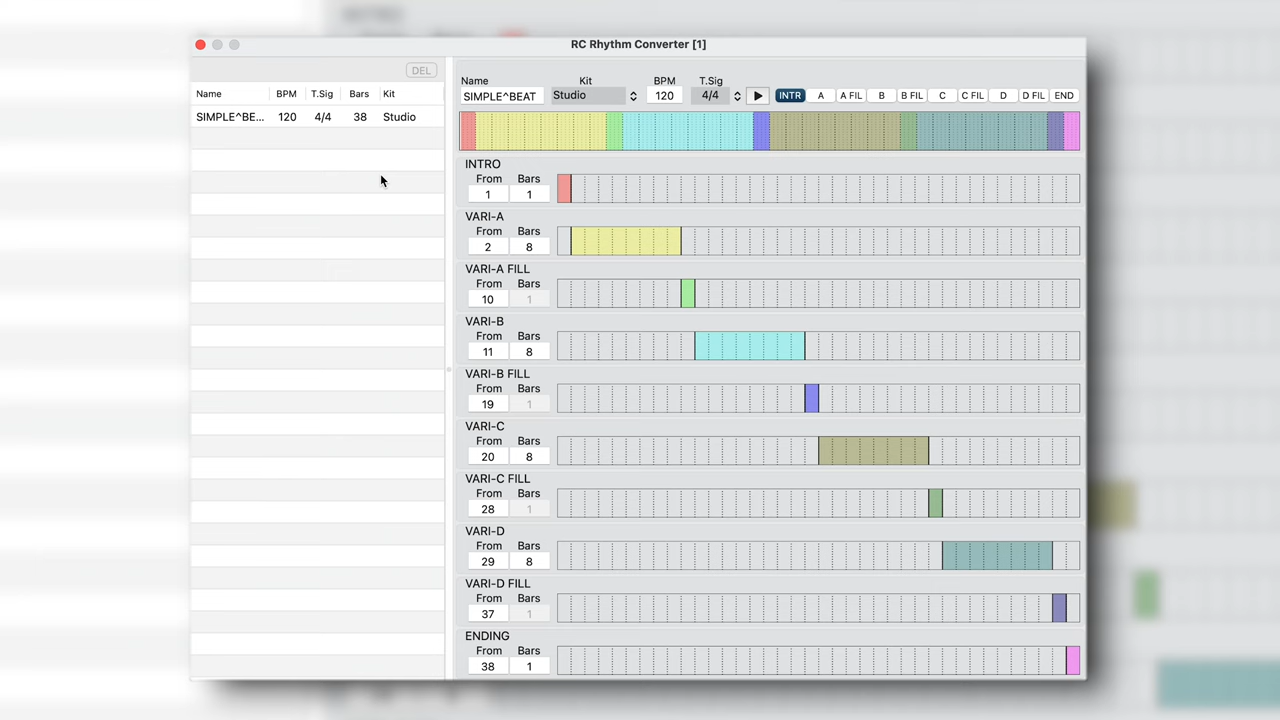 RC Rhythm Converter [1]
DEL
Name BPM T.Sig Bars Kit
SIMPLE^BE... 120 4/4 38 Studio
Name Kit BPM T.Sig
SIMPLE^BEAT Studio 120 4/4 INTR A A FIL B B FIL C C FIL D D FIL END
INTRO
From Bars
1 1
VARI-A
From Bars
2 8
VARI-A FILL
From Bars
10 1
VARI-B
From Bars
11 8
VARI-B FILL
From Bars
19 1
VARI-C
From Bars
20 8
VARI-C FILL
From Bars
28 1
VARI-D
From Bars
29 8
VARI-D FILL
From Bars
37 1
ENDING
From Bars
38 1